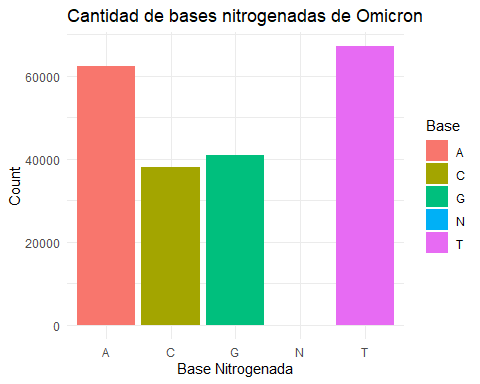 Cantidad de bases nitrogenadas de Omicron
60000
40000
20000
0
Count
A C G N T
Base Nitrogenada
Base
A
C
G
N
T